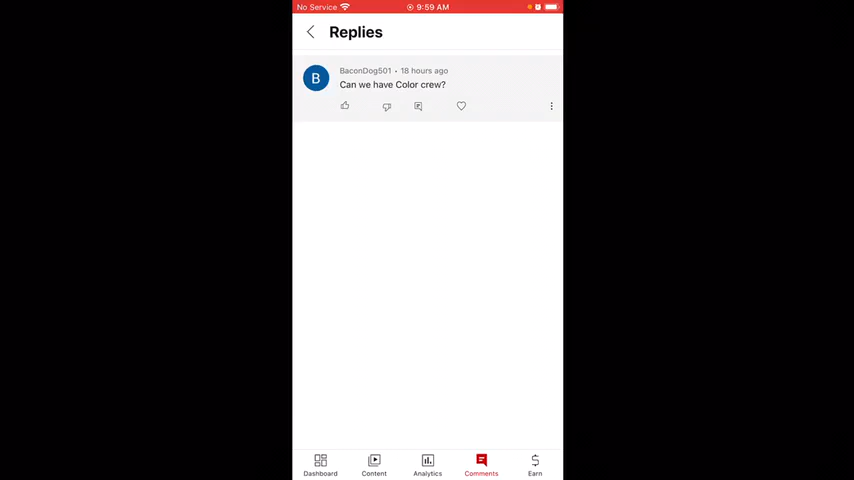 No Service 9:59 AM
Replies
B
BaconDog501 • 18 hours ago
Can we have Color crew?
Dashboard Content Analytics Comments Earn